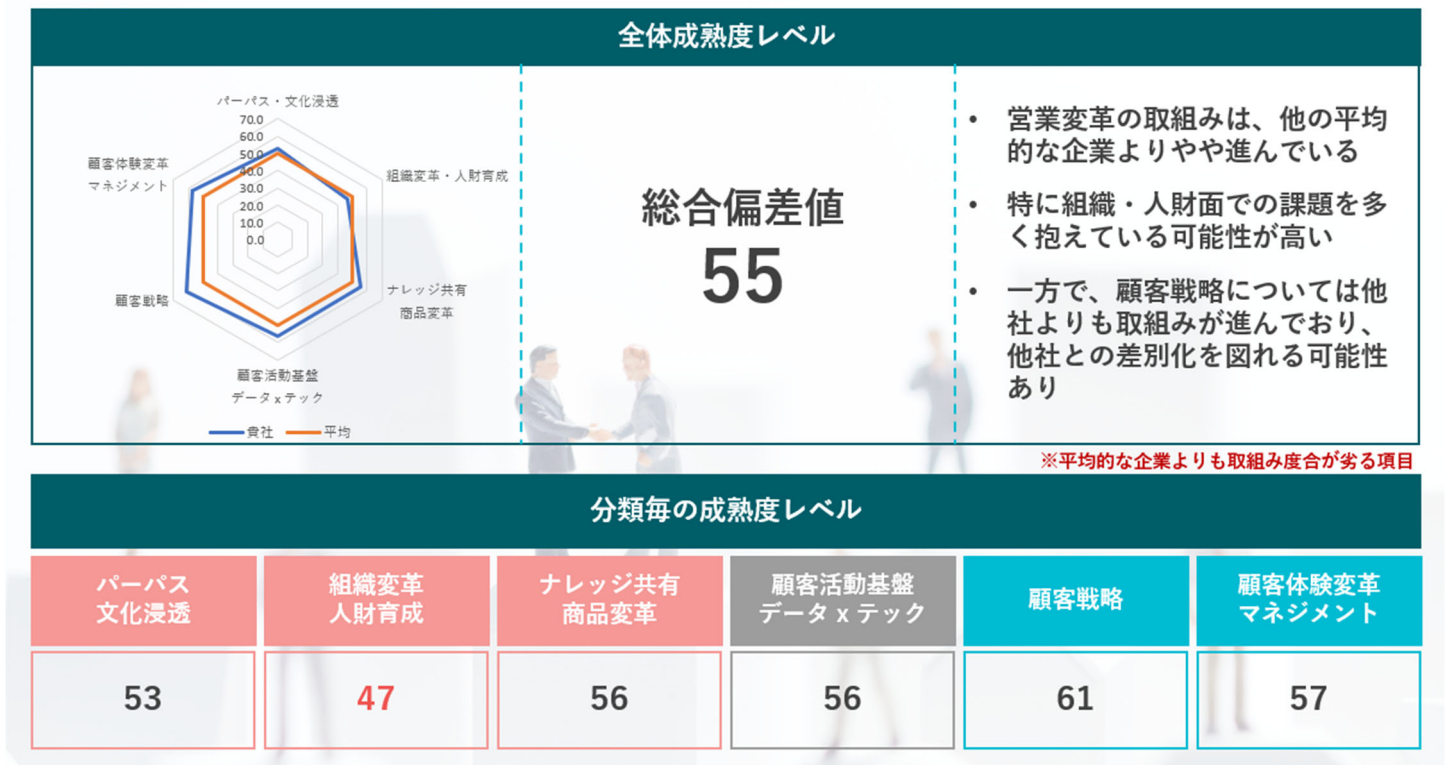 全体成熟度レベル
パーパス・文化浸透
70.0
60.0
50.0
40.0
30.0
20.0
10.0
0.0
組織変革・人財育成
ナレッジ共有
商品変革
顧客活動基盤
データxテック
顧客戦略
顧客体験変革
マネジメント
貴社
平均
総合偏差値
55
• 営業変革の取組みは、他の平均
的な企業よりやや進んでいる
• 特に組織・人財面での課題を多
く抱えている可能性が高い
• 一方で、顧客戦略については他
社よりも取組みが進んでおり、
他社との差別化を図れる可能性
あり
※平均的な企業よりも取組み度合が劣る項目
分類毎の成熟度レベル
パーパス
文化浸透
53
組織変革
人財育成
47
ナレッジ共有
商品変革
56
顧客活動基盤
データ x テック
56
顧客戦略
61
顧客体験変革
マネジメント
57